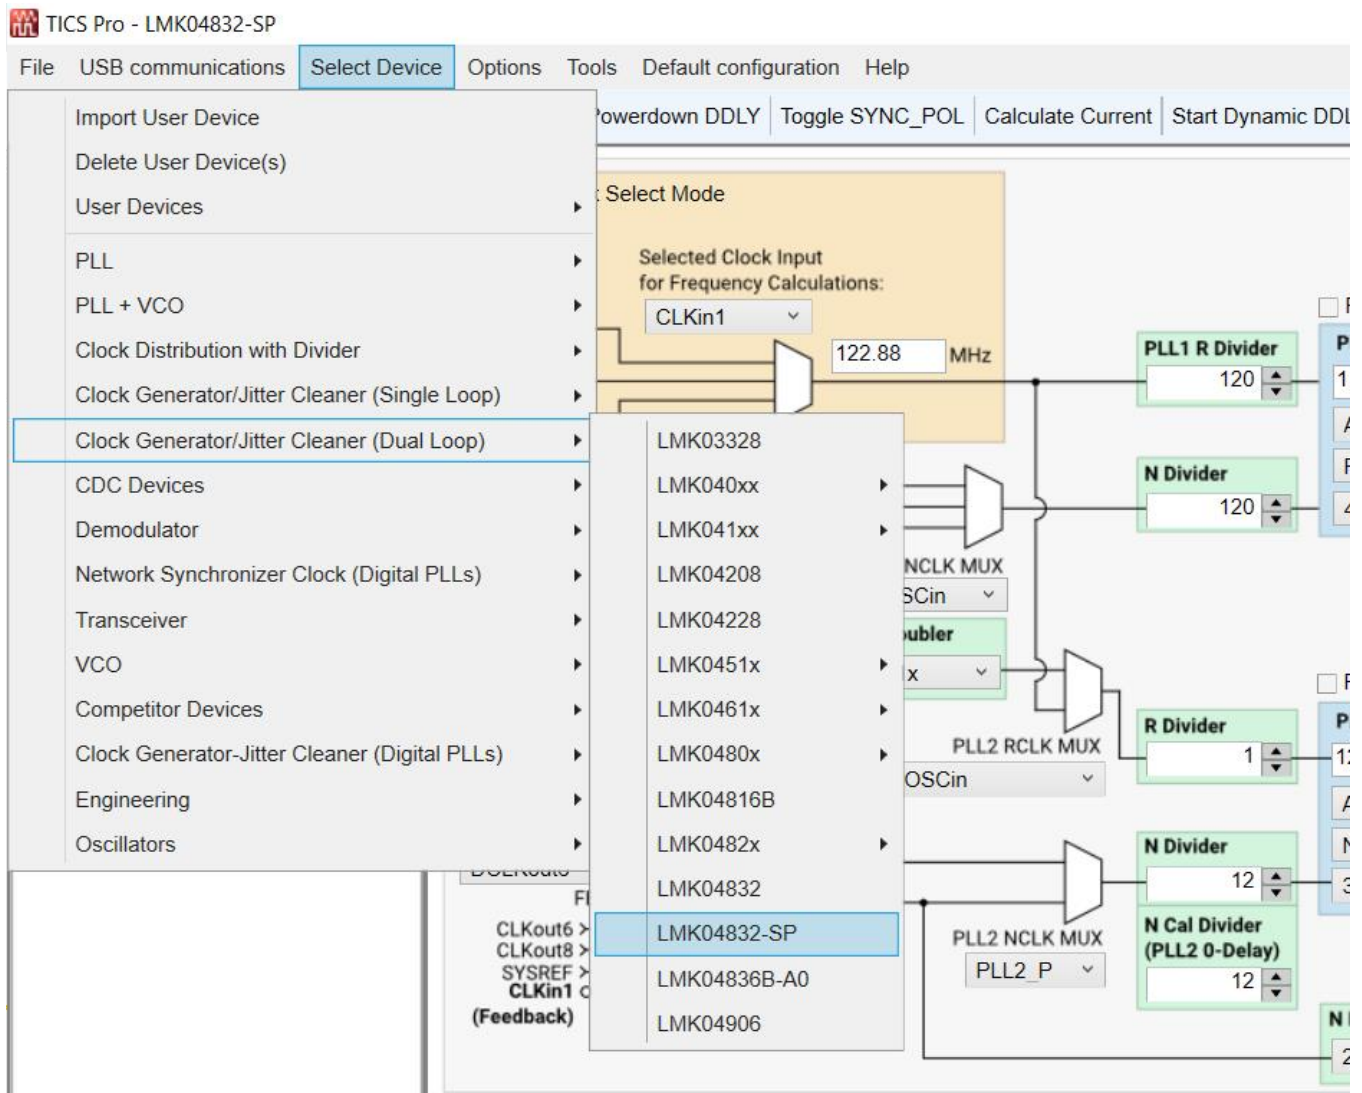 TICS Pro - LMK04832-SP
File USB communications Select Device Options Tools Default configuration Help
Powerdown DDLY Toggle SYNC_POL Calculate Current Start Dynamic
Import User Device
Delete User Device(s)
User Devices
PLL
PLL + VCO
Clock Distribution with Divider
Clock Generator/Jitter Cleaner (Single Loop)
Clock Generator/Jitter Cleaner (Dual Loop)
CDC Devices
Demodulator
Network Synchronizer Clock (Digital PLLs)
Transceiver
VCO
Competitor Devices
Clock Generator-Jitter Cleaner (Digital PLLs)
Engineering
Oscillators
LMK03328
LMK040xx
LMK041xx
LMK04208
LMK04228
LMK0451x
LMK0461x
LMK0480x
LMK04816B
LMK0482x
LMK04832
LMK04832-SP
LMK04836B-A0
LMK04906
Select Mode
Selected Clock Input
for Frequency Calculations:
CLKin1
122.88 MHz
PLL1 R Divider
120
N Divider
120
NCLK MUX
PLL2 RCLK MUX
OSCin
R Divider
1
N Divider
12
N Cal Divider
(PLL2 0-Delay)
12
PLL2 NCLK MUX
PLL2_P
CLKout6
CLKout8
SYSREF
CLKin1
(Feedback)